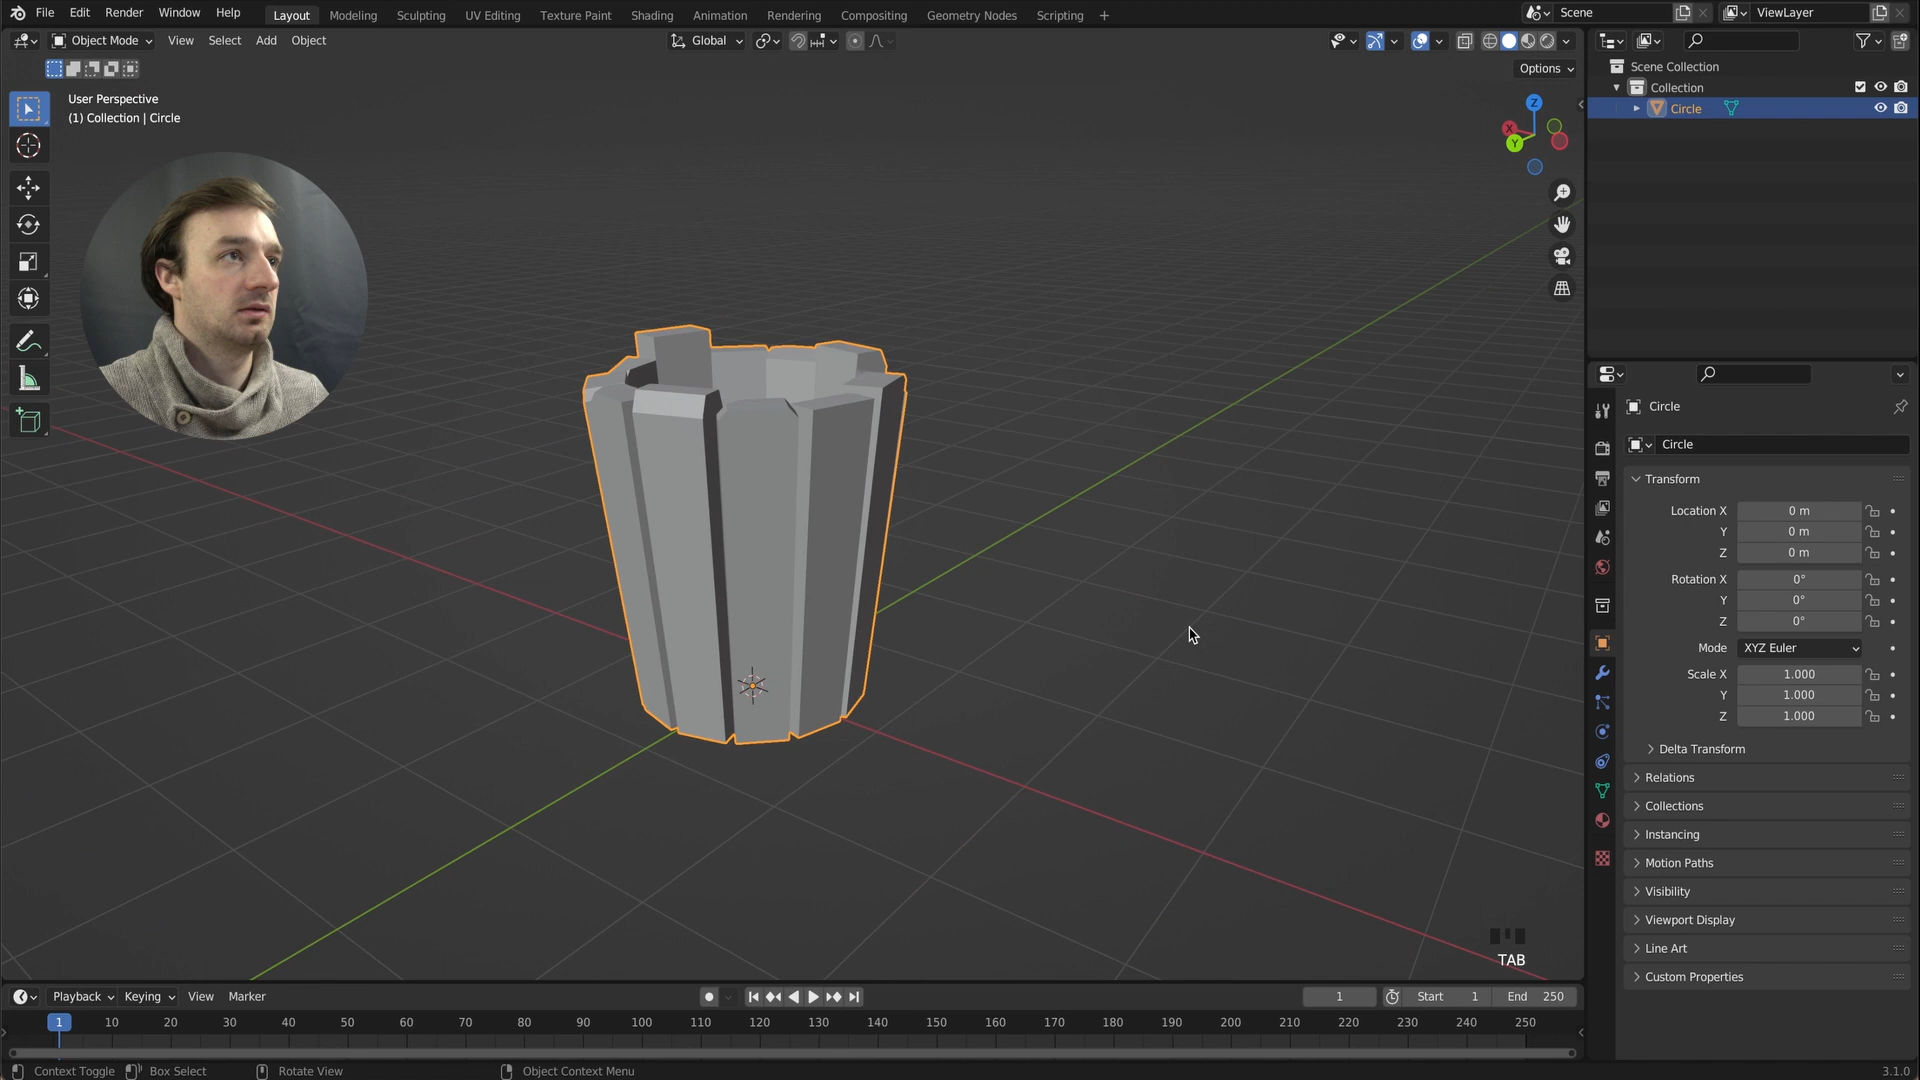 File Edit Render Window Help Layout Modeling Sculpting UV Editing Texture Paint Shading Animation Rendering Compositing Geometry Nodes Scripting + Scene ViewLayer
Object Mode View Select Add Object Global
Options
User Perspective
(1) Collection | Circle
Z
X
Y
Scene Collection
Collection
Circle
Circle
Circle
Transform
Location X 0 m
Y 0 m
Z 0 m
Rotation X 0°
Y 0°
Z 0°
Mode XYZ Euler
Scale X 1.000
Y 1.000
Z 1.000
Delta Transform
Relations
Collections
Instancing
Motion Paths
Visibility
Viewport Display
Line Art
Custom Properties
TAB
Playback Keying View Marker 1 Start 1 End 250
1 10 20 30 40 50 60 70 80 90 100 110 120 130 140 150 160 170 180 190 200 210 220 230 240 250
Context Toggle Box Select Rotate View Object Context Menu 3.1.0